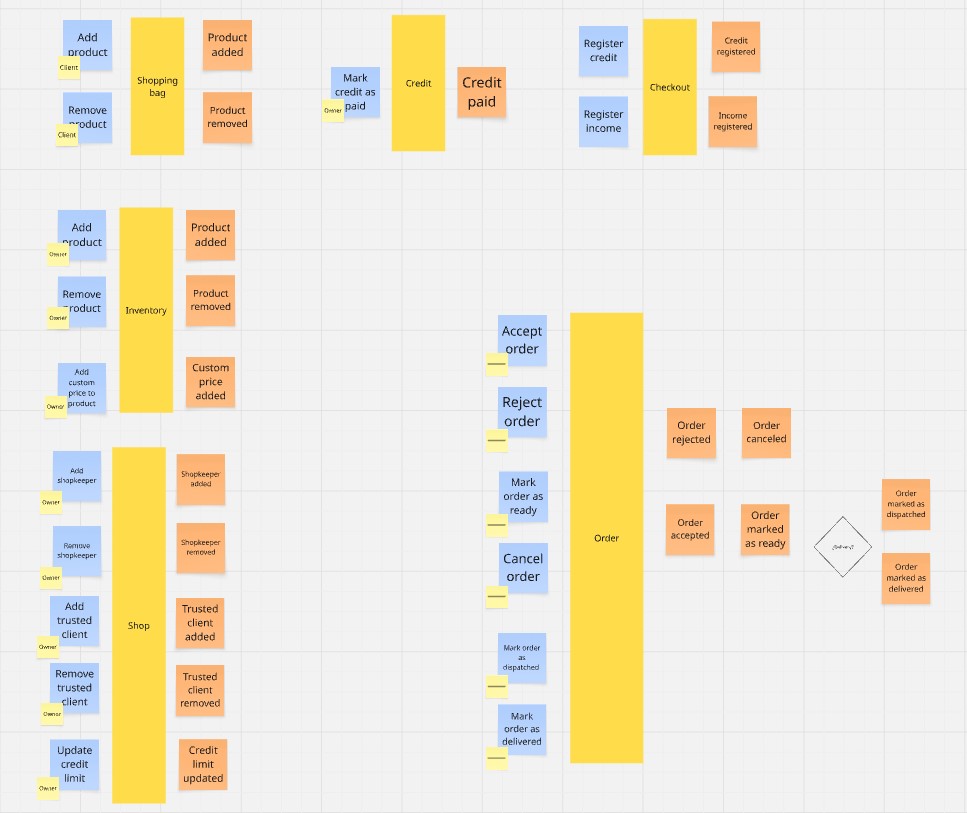 Add
product
Client
Remove
product
Client
Shopping
bag
Product
added
Product
removed
Mark
credit as
paid
Owner
Credit
Credit
paid
Register
credit
Register
income
Checkout
Credit
registered
Income
registered
Add
product
Owner
Remove
product
Owner
Add
custom
price to
product
Owner
Inventory
Product
added
Product
removed
Custom
price
added
Add
shopkeeper
Owner
Remove
shopkeeper
Owner
Add
trusted
client
Owner
Remove
trusted
client
Owner
Update
credit
limit
Owner
Shop
Shopkeeper
added
Shopkeeper
removed
Trusted
client
added
Trusted
client
removed
Credit
limit
updated
Accept
order
Reject
order
Mark
order as
ready
Cancel
order
Mark order
as
dispatched
Mark
order as
delivered
Order
Order
rejected
Order
canceled
Order
accepted
Order
marked
as ready
Order
marked as
dispatched
Order
marked as
delivered